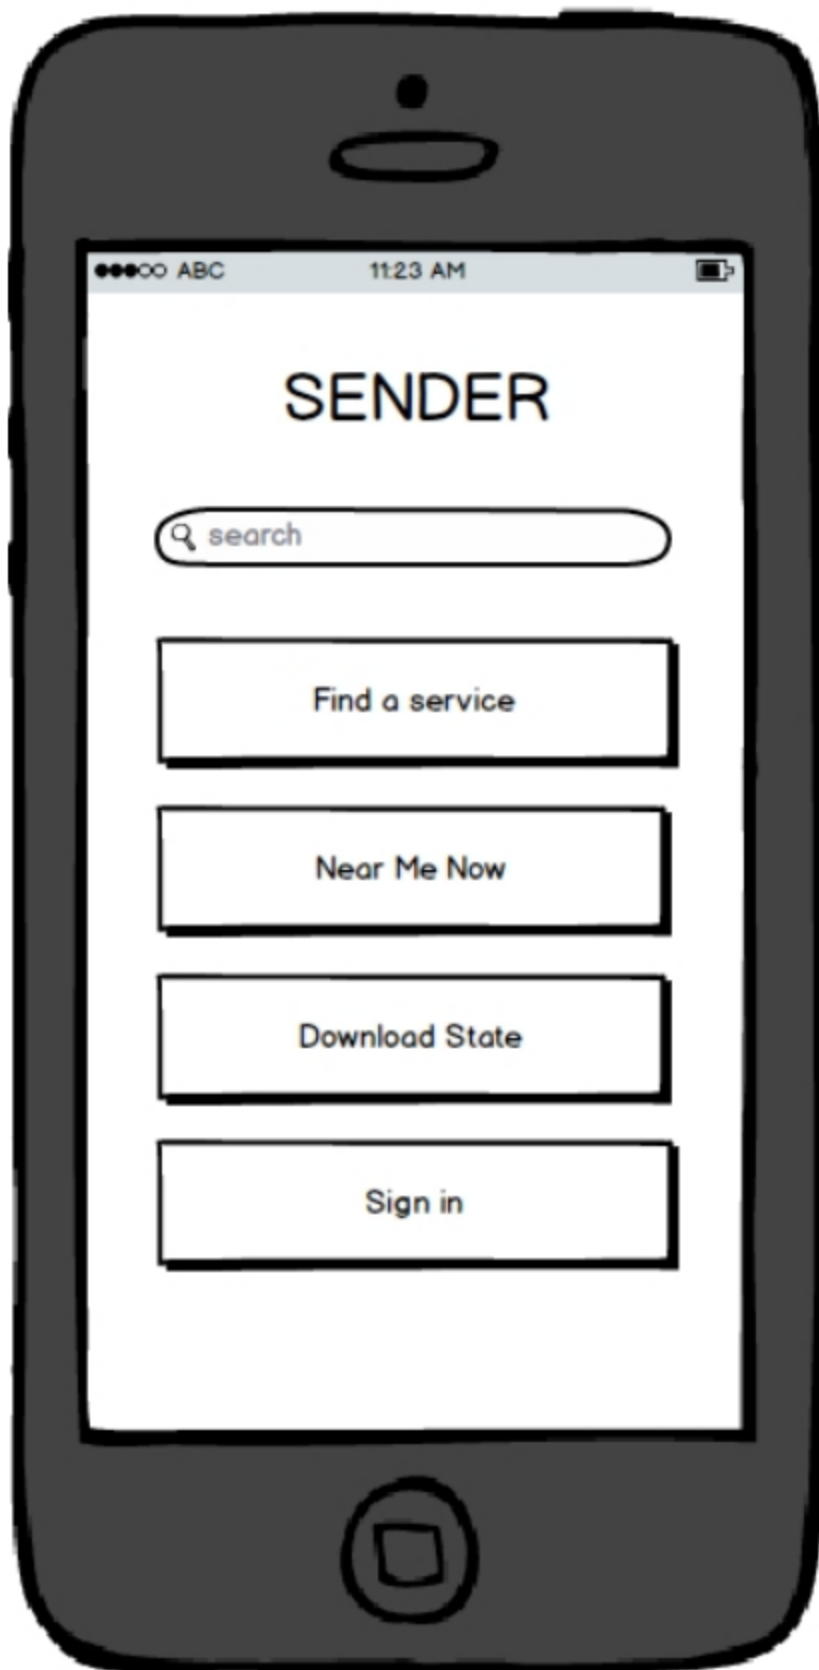 ABC 11:23 AM
SENDER
search
Find a service
Near Me Now
Download State
Sign in